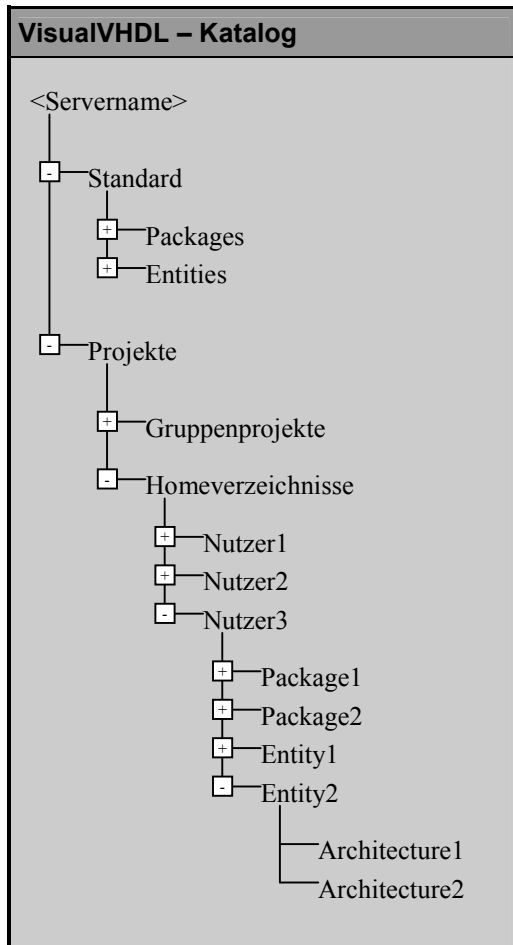 VisualVHDL – Katalog
<Servername>
- Standard
+ Packages
+ Entities
- Projekte
+ Gruppenprojekte
- Homeverzeichnisse
+ Nutzer1
+ Nutzer2
- Nutzer3
+ Package1
+ Package2
+ Entity1
- Entity2
Architecture1
Architecture2